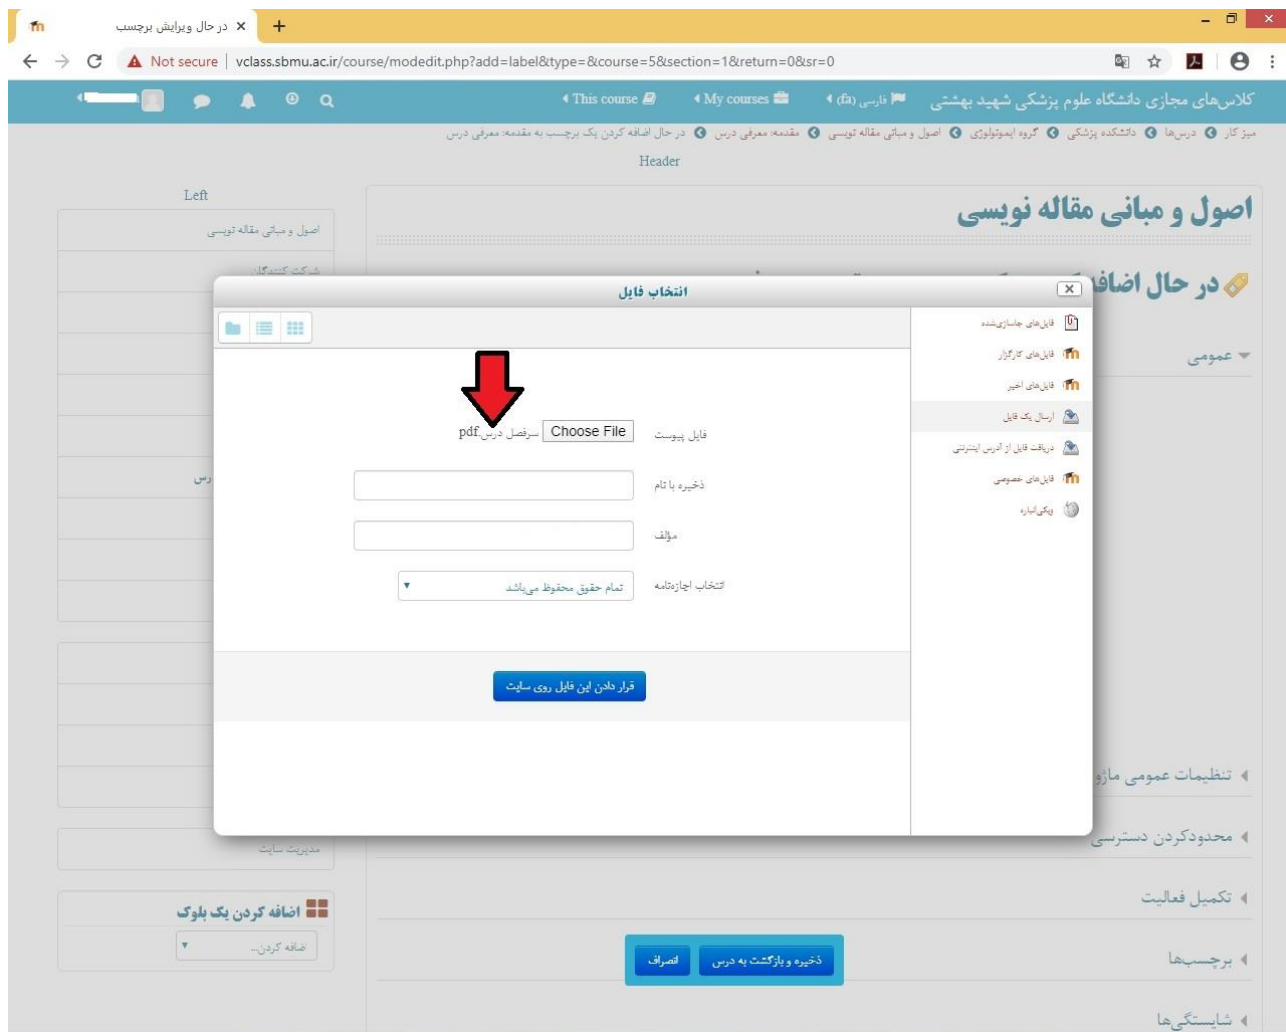 در حال ویرایش برچسب
Not secure | vclass.sbmu.ac.ir/course/modedit.php?add=label&type=&course=5&section=1&return=0&sr=0
کلاس‌های مجازی دانشگاه علوم پزشکی شهید بهشتی فارسی (fa) My courses This course
میز کار درس‌ها دانشکده پزشکی گروه ایمونولوژی اصول و مبانی مقاله نویسی مقدمه: معرفی درس در حال اضافه کردن یک برچسب به مقدمه: معرفی درس
Header
Left
اصول و مبانی مقاله نویسی
اصول و مبانی مقاله نویسی
شرکت کنندگان
در حال اضافه
انتخاب فایل
فایل‌های جاسازی‌شده
فایل‌های کارگزار
فایل‌های اخیر
ارسال یک فایل
دریافت فایل از آدرس اینترنتی
فایل‌های خصوصی
ویکی‌انباره
عمومی
فایل پیوست Choose File سرفصل درس.pdf
ذخیره با نام
مؤلف
انتخاب اجازه‌نامه تمام حقوق محفوظ می‌باشد
قرار دادن این فایل روی سایت
رس
تنظیمات عمومی ماژو
محدودکردن دسترسی
مدیریت سایت
تکمیل فعالیت
اضافه کردن یک بلوک
اضافه کردن...
ذخیره و بازگشت به درس انصراف
برچسب‌ها
شایستگی‌ها